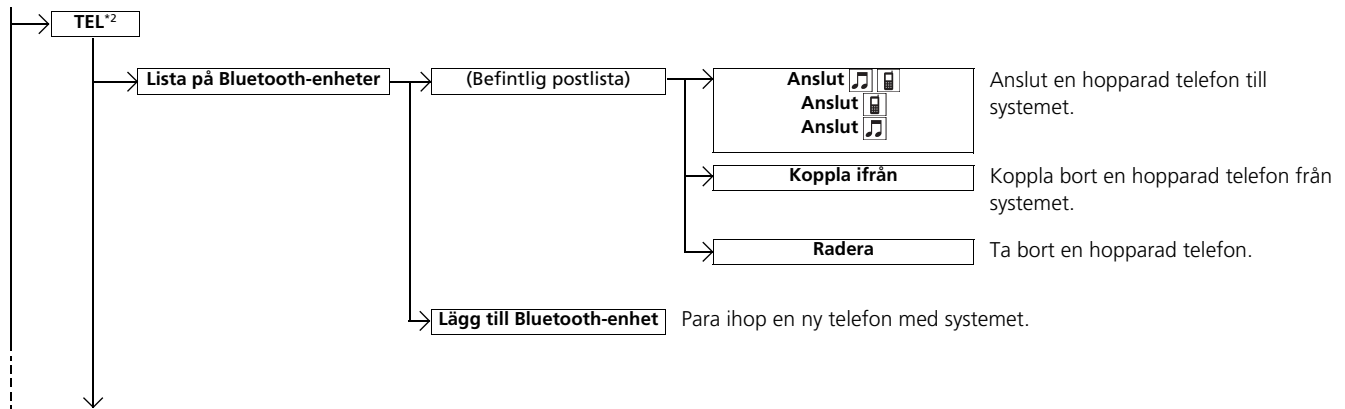 TEL*2
Lista på Bluetooth-enheter
(Befintlig postlista)
Anslut
Anslut
Anslut
Anslut en hopparad telefon till
systemet.
Koppla ifrån
Koppla bort en hopparad telefon från
systemet.
Radera
Ta bort en hopparad telefon.
Lägg till Bluetooth-enhet
Para ihop en ny telefon med systemet.